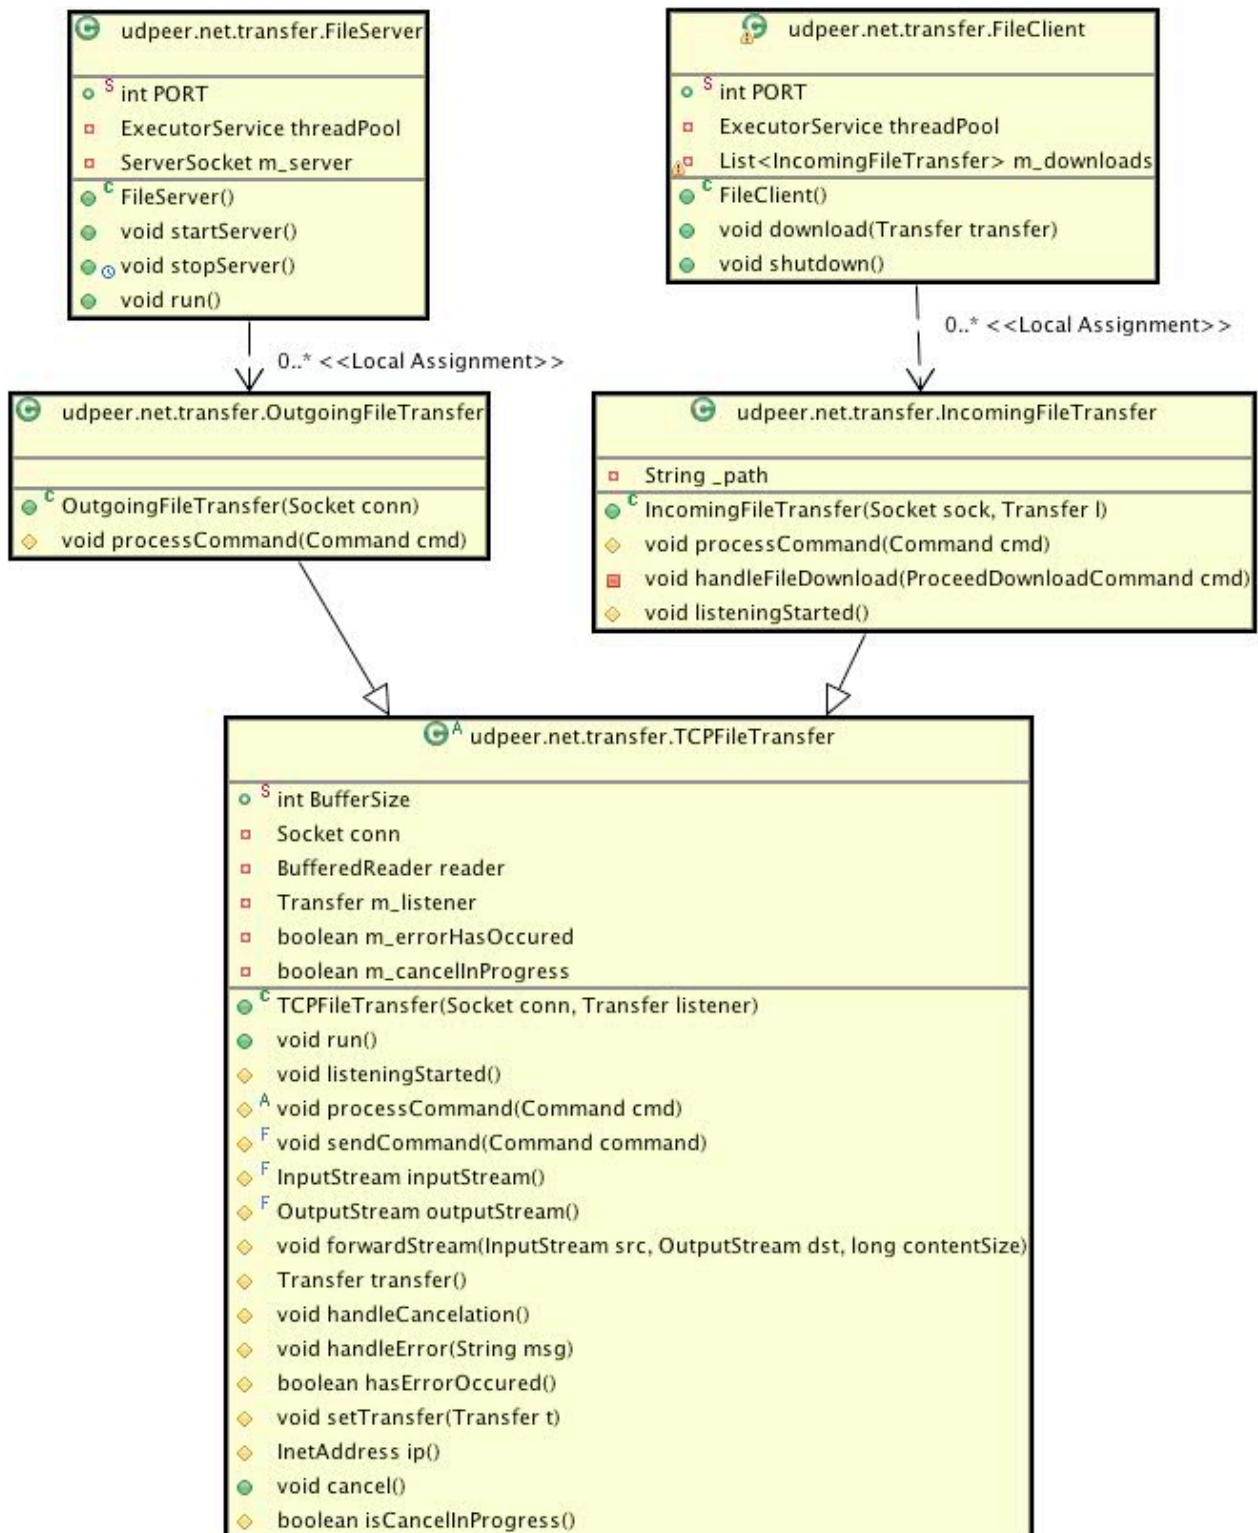 udpeer.net.transfer.FileServer
S int PORT
ExecutorService threadPool
ServerSocket m_server
C FileServer()
void startServer()
void stopServer()
void run()
0..* <<Local Assignment>>
C udpeer.net.transfer.FileClient
S int PORT
ExecutorService threadPool
List<IncomingFileTransfer> m_downloads
C FileClient()
void download(Transfer transfer)
void shutdown()
0..* <<Local Assignment>>
C udpeer.net.transfer.OutgoingFileTransfer
C OutgoingFileTransfer(Socket conn)
void processCommand(Command cmd)
C udpeer.net.transfer.IncomingFileTransfer
String _path
C IncomingFileTransfer(Socket sock, Transfer l)
void processCommand(Command cmd)
void handleFileDownload(ProceedDownloadCommand cmd)
void listeningStarted()
C A udpeer.net.transfer.TCPFileTransfer
S int BufferSize
Socket conn
BufferedReader reader
Transfer m_listener
boolean m_errorHasOccured
boolean m_cancelInProgress
C TCPFileTransfer(Socket conn, Transfer listener)
void run()
void listeningStarted()
A void processCommand(Command cmd)
F void sendCommand(Command command)
F InputStream inputStream()
F OutputStream outputStream()
void forwardStream(InputStream src, OutputStream dst, long contentSize)
Transfer transfer()
void handleCancelation()
void handleError(String msg)
boolean hasErrorOccured()
void setTransfer(Transfer t)
InetAddress ip()
void cancel()
boolean isCancelInProgress()